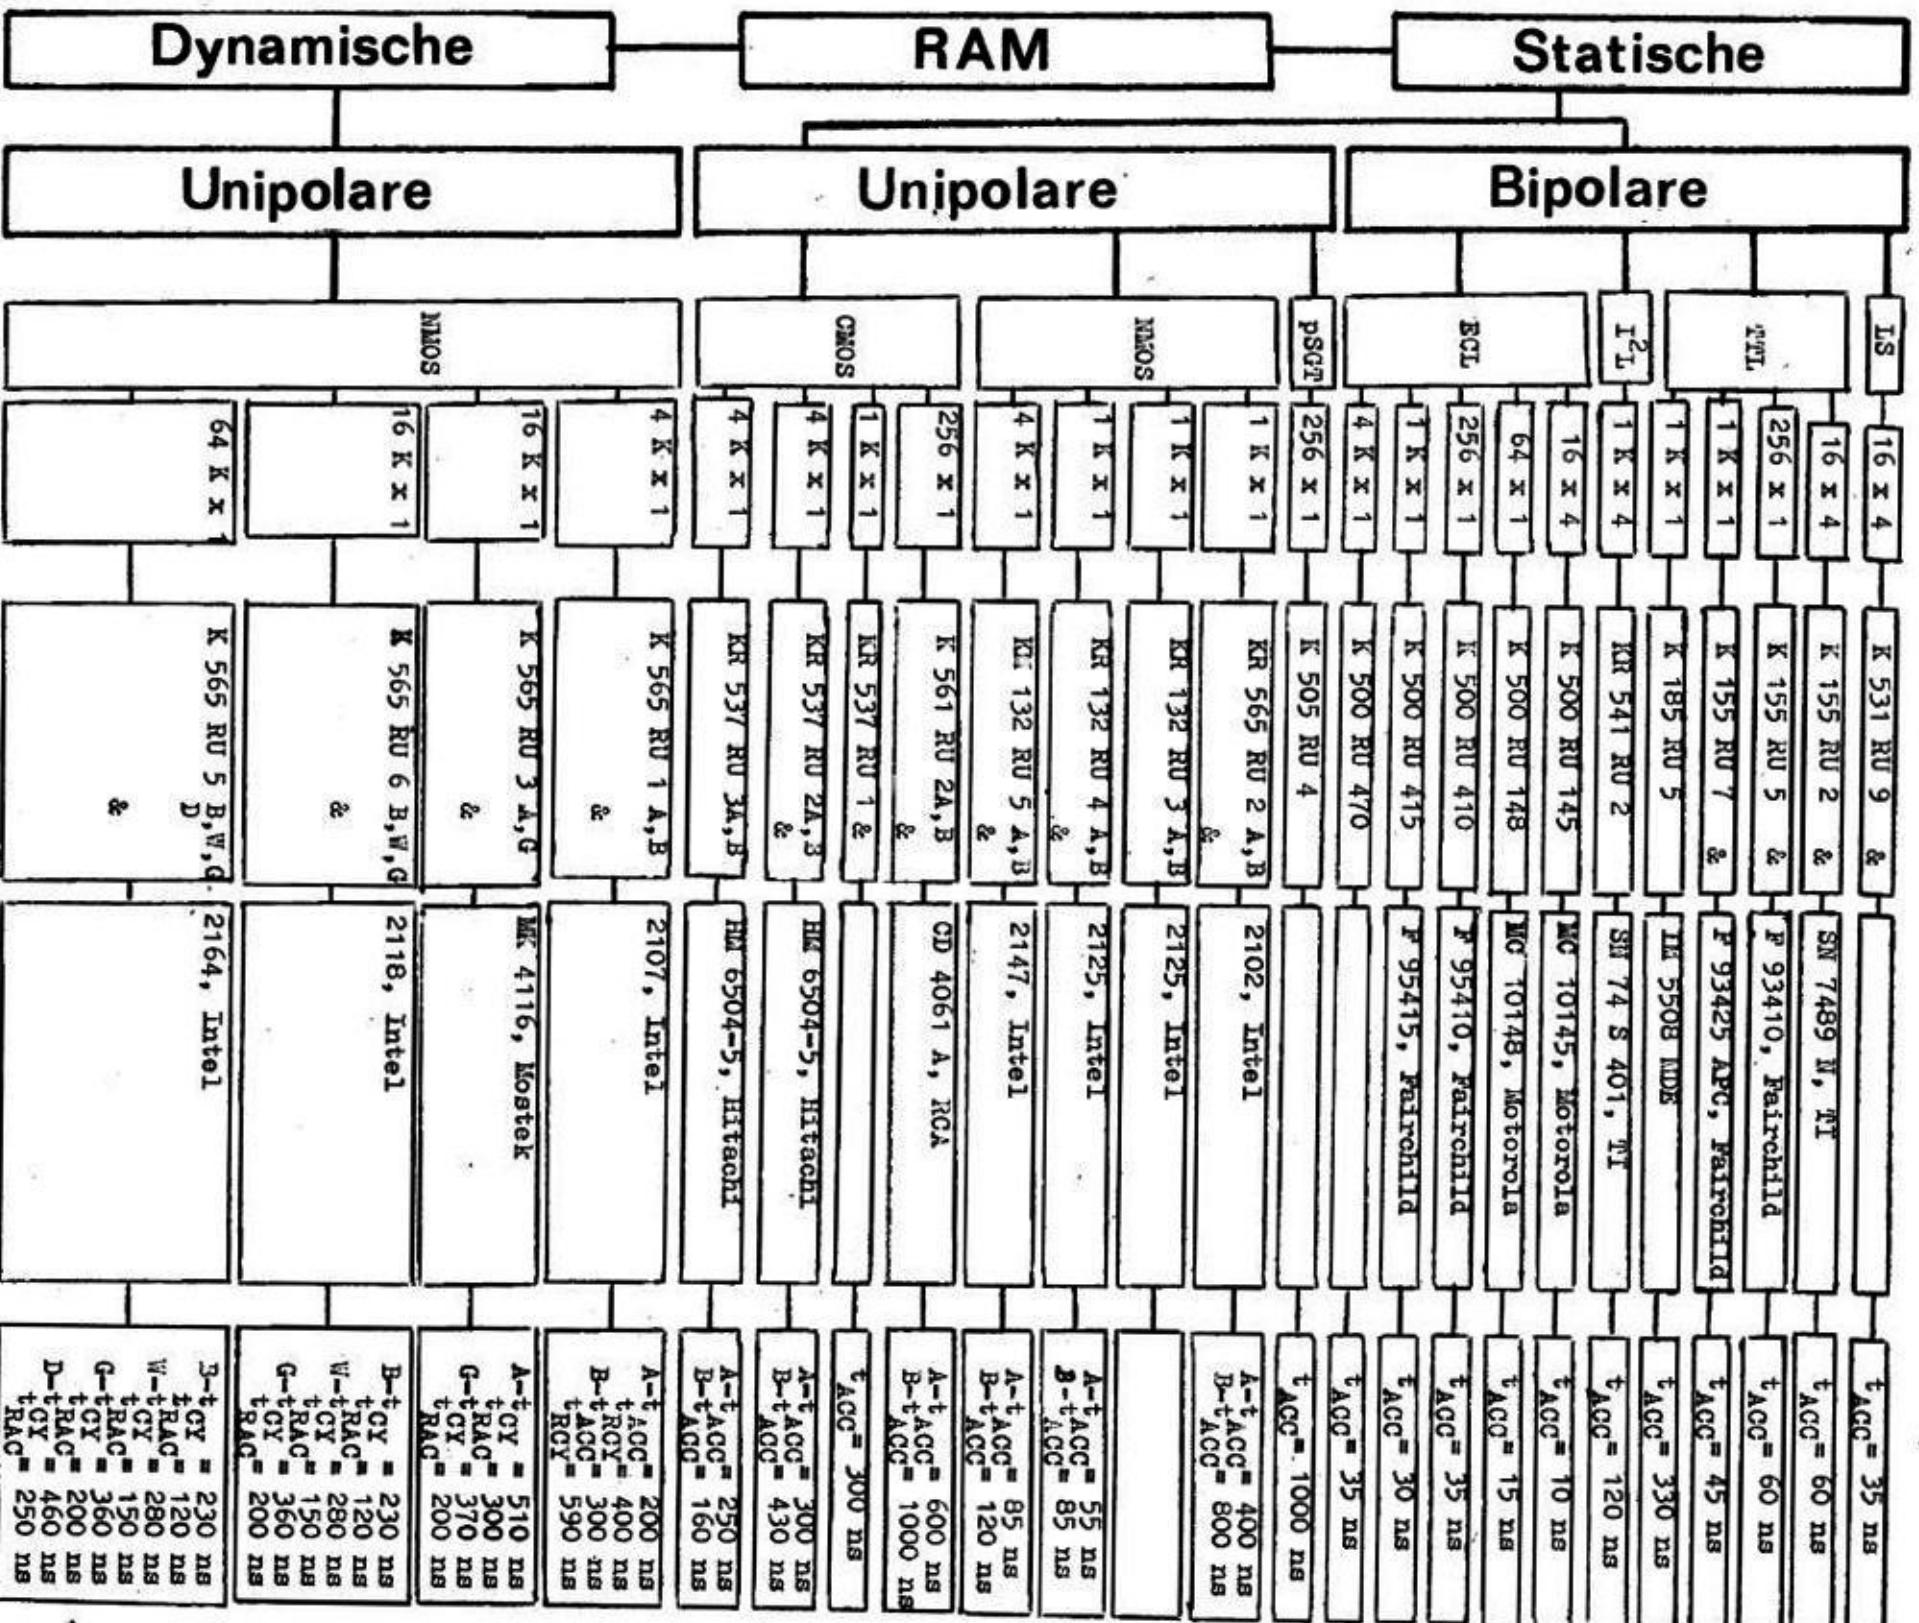 Dynamische
RAM
Statische
Unipolare
Unipolare
Bipolare
NMOS
CMOS
NMOS
pSGT
ECL
I²L
TTL
LS
64 K x 1
16 K x 1
16 K x 1
4 K x 1
4 K x 1
4 K x 1
1 K x 1
256 x 1
4 K x 1
1 K x 1
1 K x 1
1 K x 1
256 x 1
4 K x 1
1 K x 1
256 x 1
64 x 1
16 x 4
1 K x 4
1 K x 1
1 K x 1
256 x 1
16 x 4
16 x 4
K 565 RU 5 B,W,G
D
&
K 565 RU 6 B,W,G
&
K 565 RU 3 A,G
&
K 565 RU 1 A,B
&
KR 537 RU 3A,B
KR 537 RU 2A,B
&
KR 537 RU 1 &
K 561 RU 2A,B
&
KM 132 RU 5 A,B
&
KR 132 RU 4 A,B
&
KR 132 RU 3 A,B
KR 565 RU 2 A,B
&
K 505 RU 4
K 500 RU 470
K 500 RU 415
K 500 RU 410
K 500 RU 148
K 500 RU 145
KR 541 RU 2
K 185 RU 5
K 155 RU 7 &
K 155 RU 5 &
K 155 RU 2 &
K 531 RU 9 &
2164, Intel
2118, Intel
MK 4116, Mostek
2107, Intel
HM 6504-5, Hitachi
HM 6504-5, Hitachi
CD 4061 A, RCA
2147, Intel
2125, Intel
2125, Intel
2102, Intel
F 95415, Fairchild
F 95410, Fairchild
MC 10148, Motorola
MC 10145, Motorola
SN 74 S 401, TI
IM 5508 MDE
F 93425 APC, Fairchild
F 93410, Fairchild
SN 7489 N, TI
B-tCY = 230 ns
tRAC= 120 ns
W-tCY = 280 ns
tRAC= 150 ns
G-tCY = 360 ns
tRAC= 200 ns
D-tCY = 460 ns
tRAC= 250 ns
B-tCY = 230 ns
tRAC= 120 ns
W-tCY = 280 ns
tRAC= 150 ns
G-tCY = 360 ns
tRAC= 200 ns
A-tCY = 510 ns
tRAC= 300 ns
G-tCY = 370 ns
tRAC= 200 ns
A-tACC= 200 ns
tRCY= 400 ns
B-tACC= 300 ns
tRCY= 590 ns
A-tACC= 250 ns
B-tACC= 160 ns
A-tACC= 300 ns
B-tACC= 430 ns
tACC= 300 ns
A-tACC= 600 ns
B-tACC= 1000 ns
A-tACC= 85 ns
B-tACC= 120 ns
A-tACC= 55 ns
B-tACC= 85 ns
A-tACC= 400 ns
B-tACC= 800 ns
tACC= 1000 ns
tACC= 35 ns
tACC= 30 ns
tACC= 35 ns
tACC= 15 ns
tACC= 10 ns
tACC= 120 ns
tACC= 330 ns
tACC= 45 ns
tACC= 60 ns
tACC= 60 ns
tACC= 35 ns